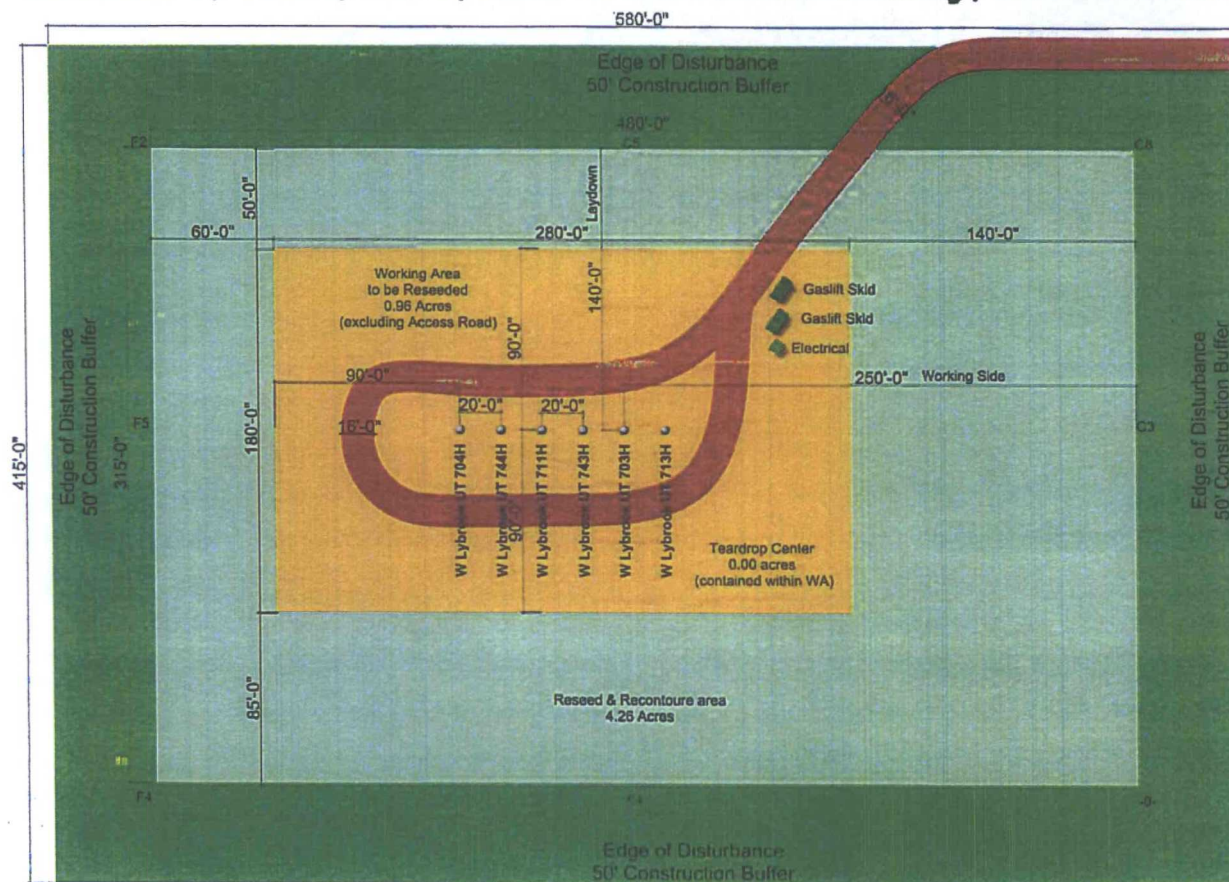 580'-0"
Edge of Disturbance
50' Construction Buffer
480'-0"
F2
C8
50'-0"
Laydown
60'-0"
280'-0"
140'-0"
Working Area
to be Reseeded
0.96 Acres
(excluding Access Road)
140'-0"
Gaslift Skid
Gaslift Skid
Electrical
90'-0"
90'-0"
250'-0" Working Side
20'-0"
20'-0"
16'-0"
F5
C3
415'-0"
Edge of Disturbance
50' Construction Buffer
315'-0"
180'-0"
Edge of Disturbance
50' Construction Buffer
90'-0"
W Lybrook UT 704H
W Lybrook UT 744H
W Lybrook UT 711H
W Lybrook UT 743H
W Lybrook UT 703H
W Lybrook UT 713H
Teardrop Center
0.00 acres
(contained within WA)
85'-0"
Reseed & Recontoure area
4.26 Acres
F4
-0-
Edge of Disturbance
50' Construction Buffer